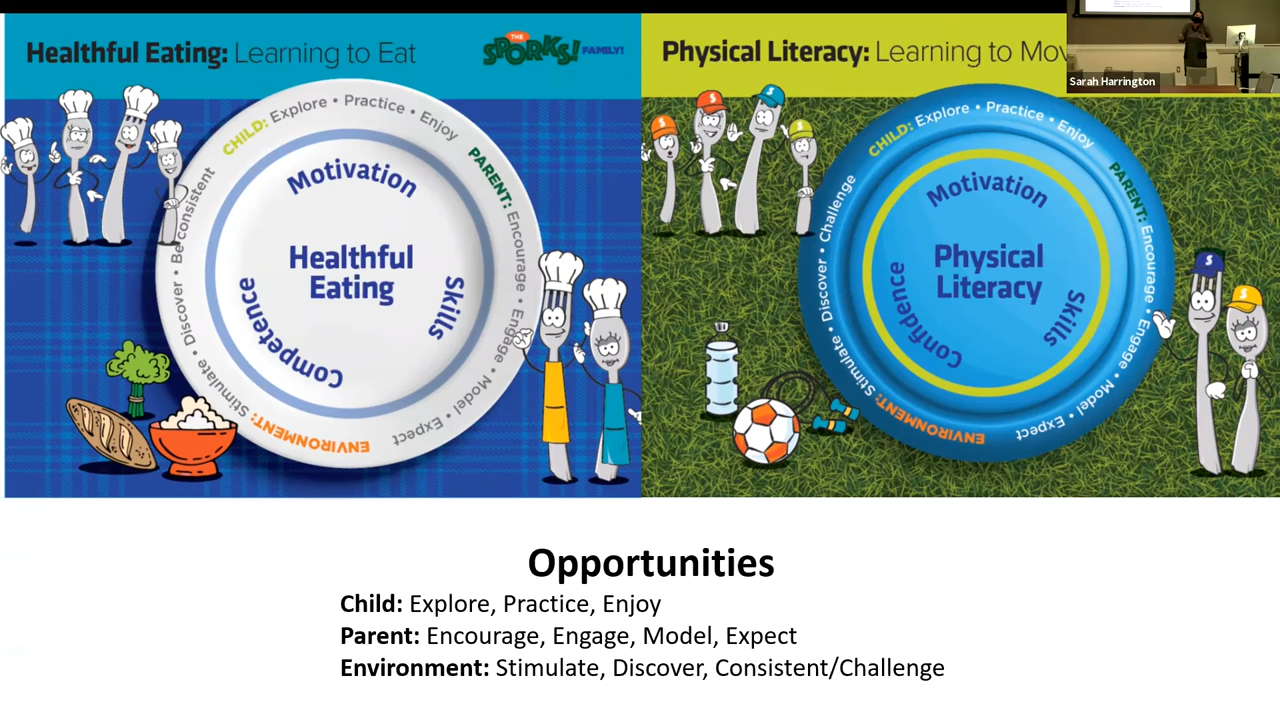 Healthful Eating: Learning to Eat
THE
SPORKS!
FAMILY!
CHILD: Explore • Practice • Enjoy
PARENT: Encourage • Engage • Model • Expect
ENVIRONMENT: Stimulate • Discover • Be consistent
Motivation
Skills
Competence
Healthful
Eating
Physical Literacy: Learning to Mov
Sarah Harrington
CHILD: Explore • Practice • Enjoy
PARENT: Encourage • Engage • Model • Expect
ENVIRONMENT: Stimulate • Discover • Challenge
Motivation
Skills
Confidence
Physical
Literacy
S
S
S
Opportunities
Child: Explore, Practice, Enjoy
Parent: Encourage, Engage, Model, Expect
Environment: Stimulate, Discover, Consistent/Challenge